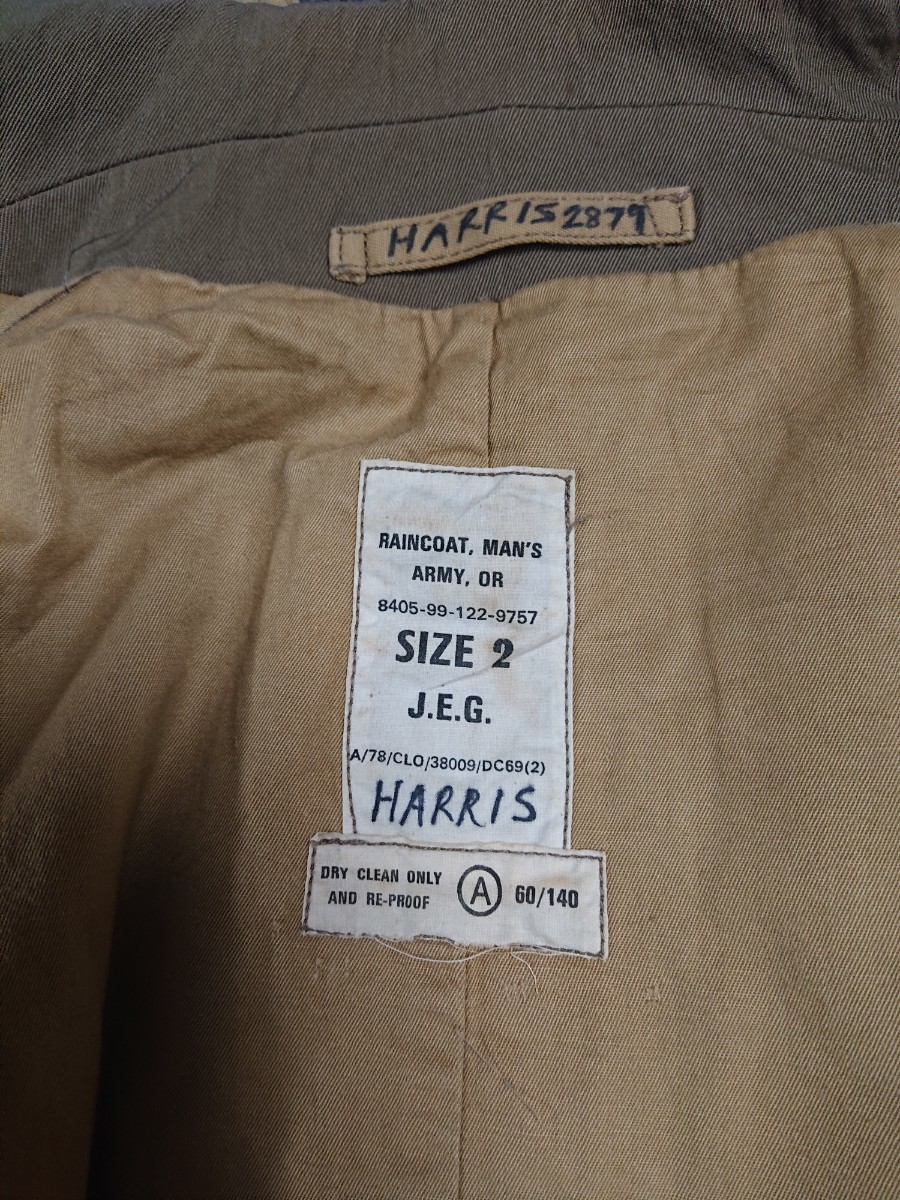 HARRIS 2879
RAINCOAT, MAN'S
ARMY, OR
8405-99-122-9757
SIZE 2
J.E.G.
A/78/CLO/38009/DC69(2)
HARRIS
DRY CLEAN ONLY
AND RE-PROOF
A
60/140